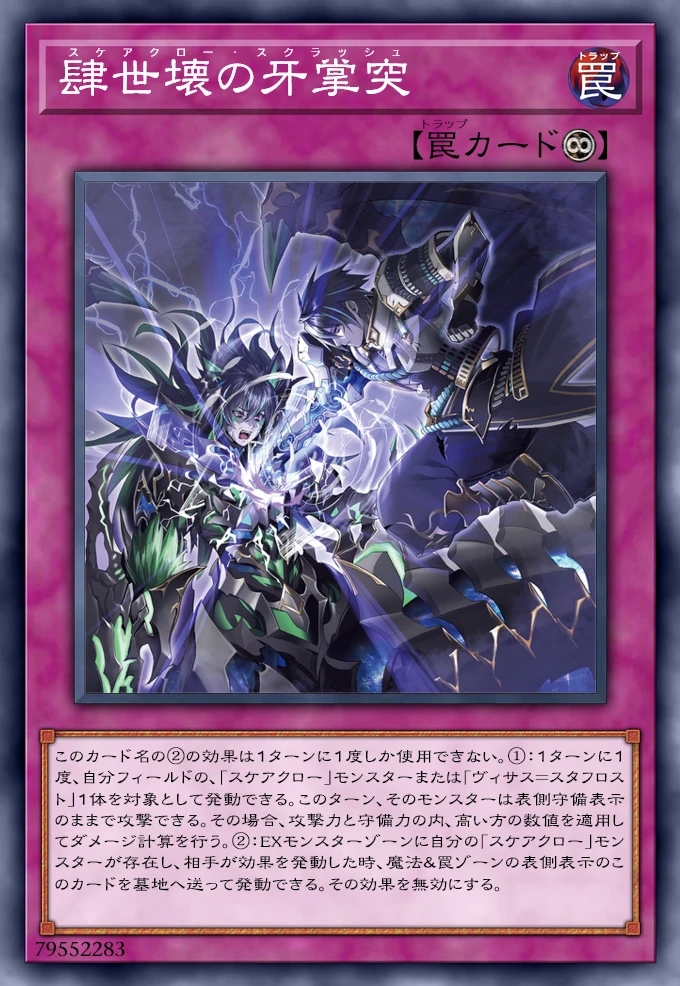 スケアクロー・スクラッシュ
肆世壊の牙掌突
トラップ
罠
トラップ
【罠カード♾】
このカード名の②の効果は1ターンに1度しか使用できない。①：1ターンに1
度、自分フィールドの、「スケアクロー」モンスターまたは「ヴィサス＝スタフロス
ト」1体を対象として発動できる。このターン、そのモンスターは表側守備表示
のままで攻撃できる。その場合、攻撃力と守備力の内、高い方の数値を適用し
てダメージ計算を行う。②：EXモンスターゾーンに自分の「スケアクロー」モン
スターが存在し、相手が効果を発動した時、魔法&罠ゾーンの表側表示のこ
のカードを墓地へ送って発動できる。その効果を無効にする。
79552283